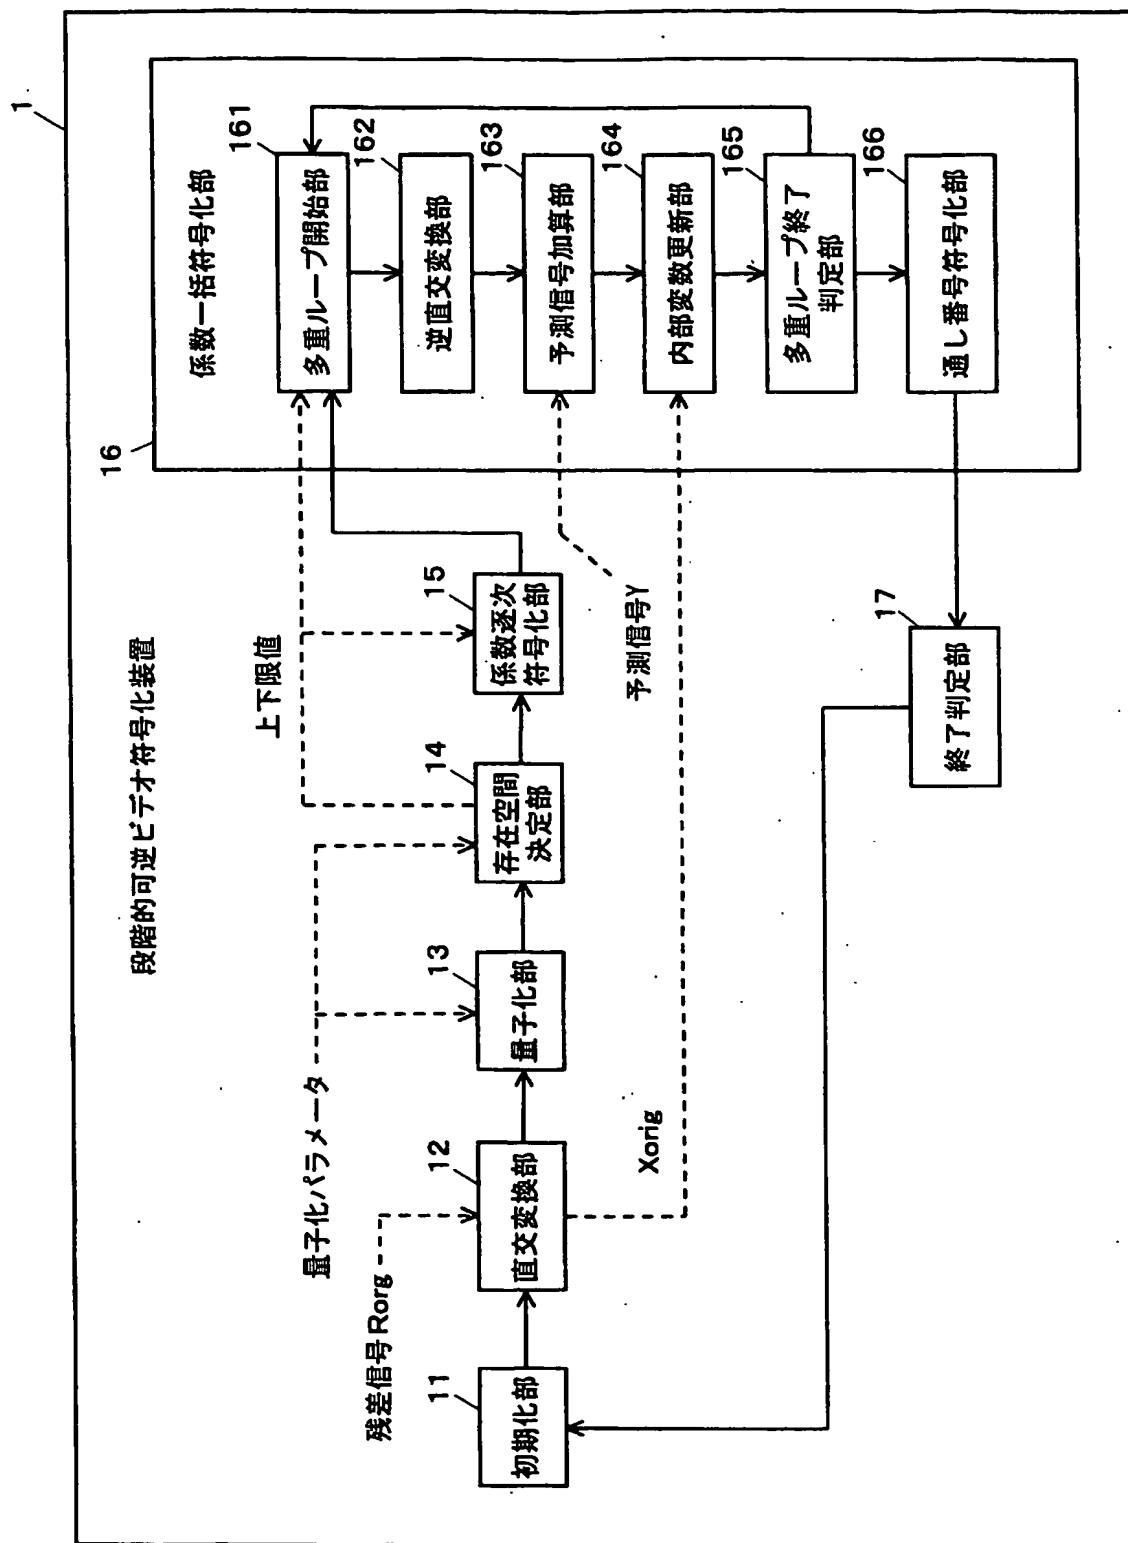 1
段階的可逆ビデオ符号化装置
16
係数一括符号化部
161
多重ループ開始部
162
逆直交変換部
163
予測信号加算部
164
内部変数更新部
165
多重ループ終了
判定部
166
通し番号符号化部
残差信号Rorg
量子化パラメータ
上下限値
11
初期化部
12
直交変換部
13
量子化部
14
存在空間
決定部
15
係数逐次
符号化部
Xorig
予測信号Y
17
終了判定部